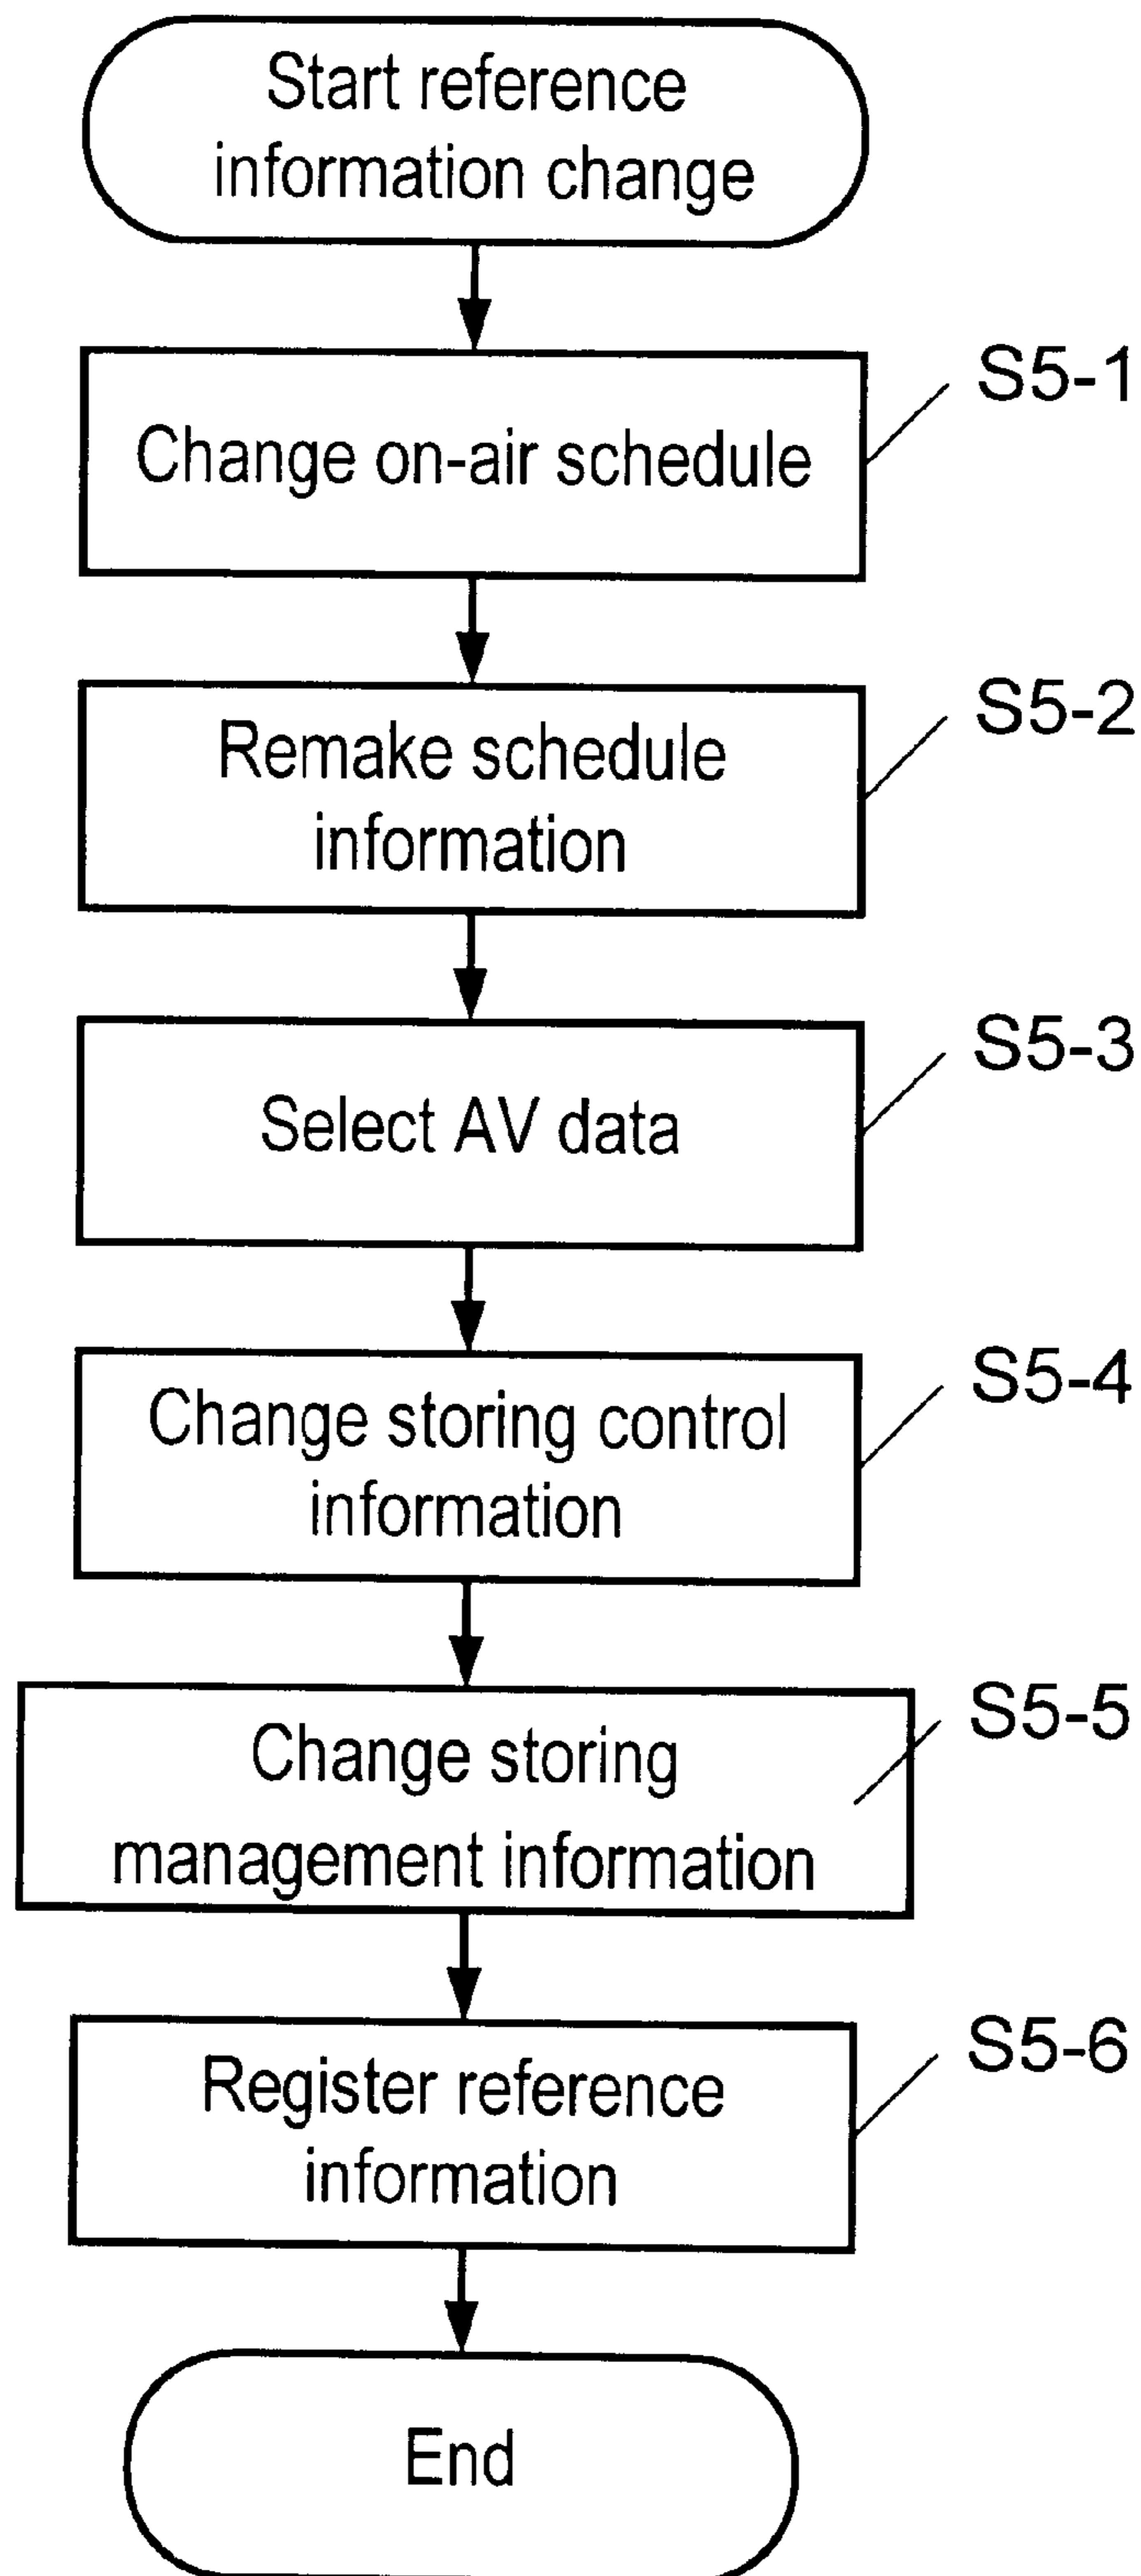 Start reference
information change
Change on-air schedule
S5-1
Remake schedule
information
S5-2
Select AV data
S5-3
Change storing control
information
S5-4
Change storing
management information
S5-5
Register reference
information
S5-6
End